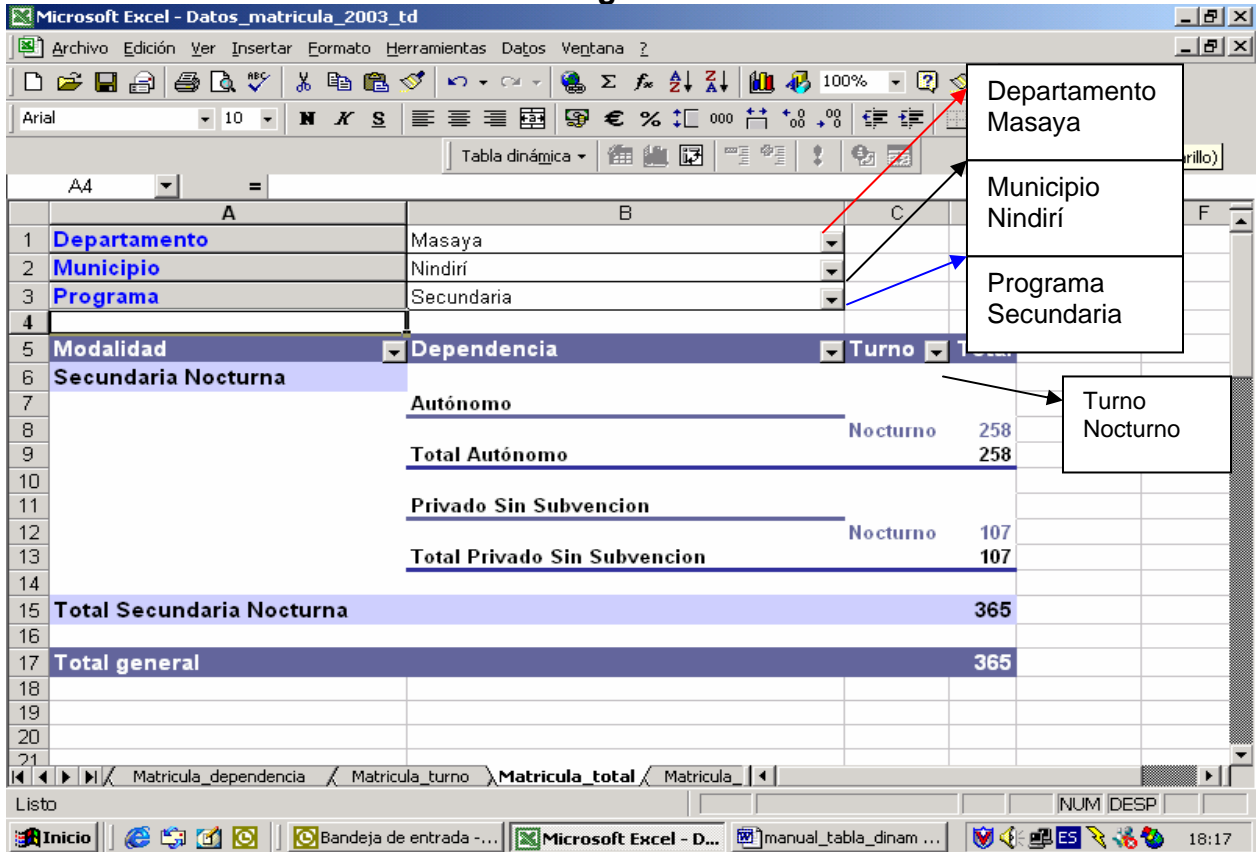 Microsoft Excel - Datos_matricula_2003_td
Archivo Edición Ver Insertar Formato Herramientas Datos Ventana ?
100%
Arial 10 N K S € % 000
Tabla dinámica
A4 =
A B C F
1 Departamento Masaya
2 Municipio Nindirí
3 Programa Secundaria
4
5 Modalidad Dependencia Turno
6 Secundaria Nocturna
7 Autónomo
8 Nocturno 258
9 Total Autónomo 258
10
11 Privado Sin Subvencion
12 Nocturno 107
13 Total Privado Sin Subvencion 107
14
15 Total Secundaria Nocturna 365
16
17 Total general 365
18
19
20
21
Departamento
Masaya
Municipio
Nindirí
Programa
Secundaria
Turno
Nocturno
Matricula_dependencia Matricula_turno Matricula_total Matricula_
Listo NUM DESP
Inicio Bandeja de entrada -... Microsoft Excel - D... manual_tabla_dinam ... ES 18:17